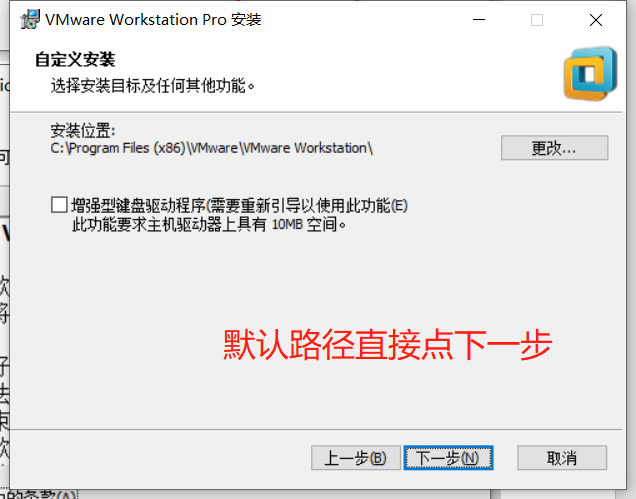 VMware Workstation Pro 安装
自定义安装
选择安装目标及任何其他功能。
安装位置:
C:\Program Files (x86)\VMware\VMware Workstation\
更改...
增强型键盘驱动程序(需要重新引导以使用此功能(E)
此功能要求主机驱动器上具有 10MB 空间。
默认路径直接点下一步
上一步(B)
下一步(N)
取消
的条款(A)